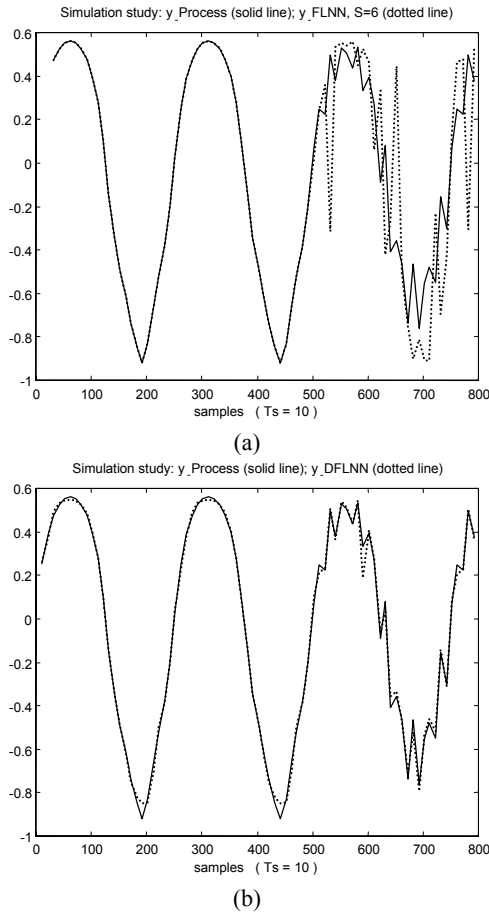 Simulation study: y_Process (solid line); y_FLNN, S=6 (dotted line)
0.6
0.4
0.2
0
-0.2
-0.4
-0.6
-0.8
-1
0 100 200 300 400 500 600 700 800
samples ( Ts = 10 )
(a)
Simulation study: y_Process (solid line); y_DFLNN (dotted line)
0.6
0.4
0.2
0
-0.2
-0.4
-0.6
-0.8
-1
0 100 200 300 400 500 600 700 800
samples ( Ts = 10 )
(b)